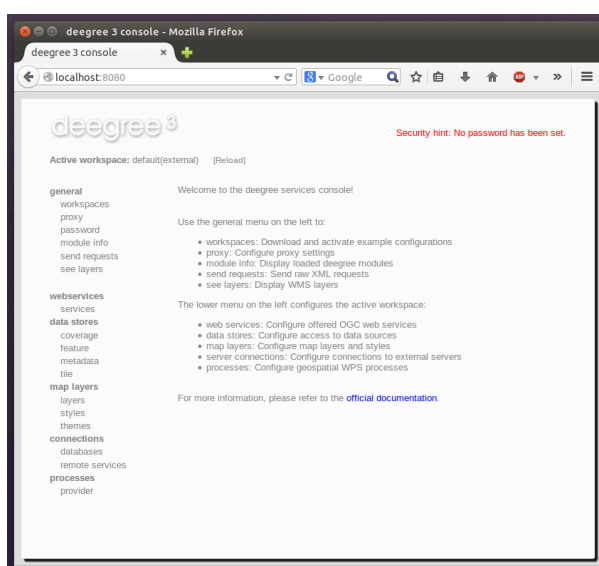 deegree 3 console - Mozilla Firefox
deegree 3 console
localhost:8080
Google
deegree 3
Security hint: No password has been set.
Active workspace: default(external) [Reload]
general
workspaces
proxy
password
module info
send requests
see layers
webservices
services
data stores
coverage
feature
metadata
tile
map layers
layers
styles
themes
connections
databases
remote services
processes
provider
Welcome to the deegree services console!
Use the general menu on the left to:
workspaces: Download and activate example configurations
proxy: Configure proxy settings
module info: Display loaded deegree modules
send requests: Send raw XML requests
see layers: Display WMS layers
The lower menu on the left configures the active workspace:
web services: Configure offered OGC web services
data stores: Configure access to data sources
map layers: Configure map layers and styles
server connections: Configure connections to external servers
processes: Configure geospatial WPS processes
For more information, please refer to the official documentation.